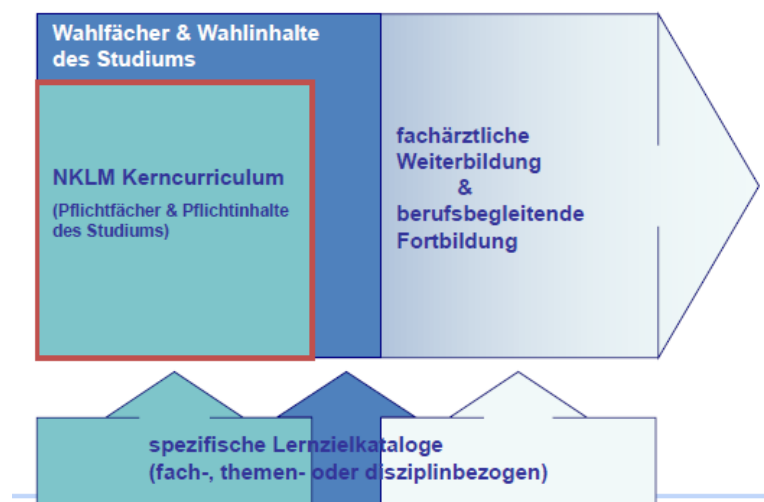 Wahlfächer & Wahlinhalte
des Studiums
NKLM Kerncurriculum
(Pflichtfächer & Pflichtinhalte
des Studiums)
fachärztliche
Weiterbildung
&
berufsbegleitende
Fortbildung
spezifische Lernzielkataloge
(fach-, themen- oder disziplinbezogen)